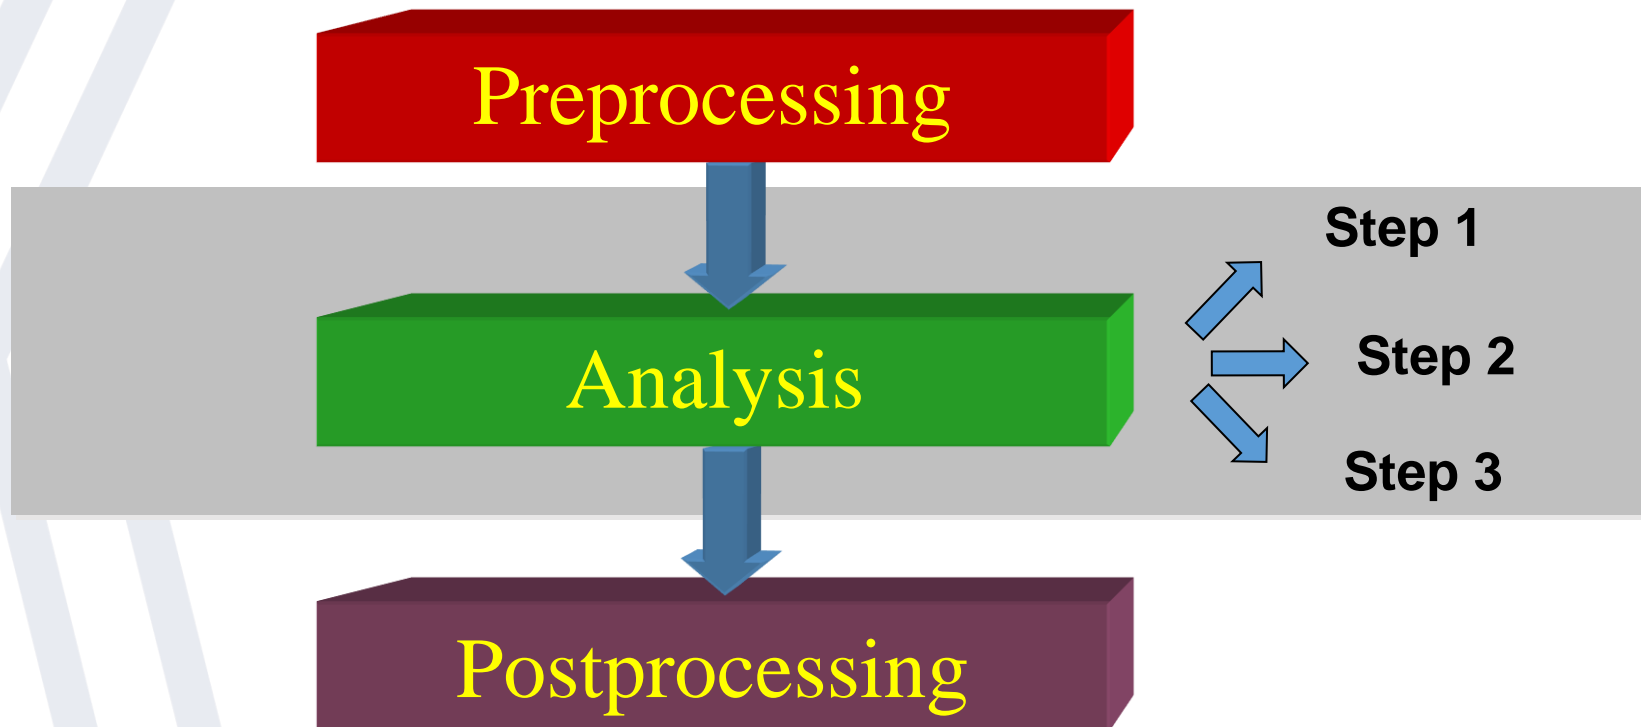 Preprocessing
Step 1
Analysis
Step 2
Step 3
Postprocessing